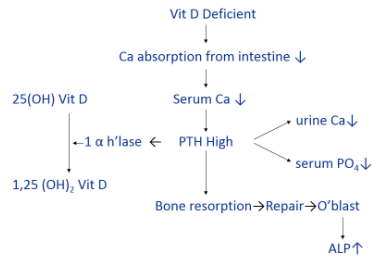 Vit D Deficient
Ca absorption from intestine ↓
25(OH) Vit D
Serum Ca ↓
urine Ca↓
←1 α h'lase ← PTH High
serum PO₄↓
1,25 (OH)₂ Vit D
Bone resorption→Repair→O'blast
ALP↑